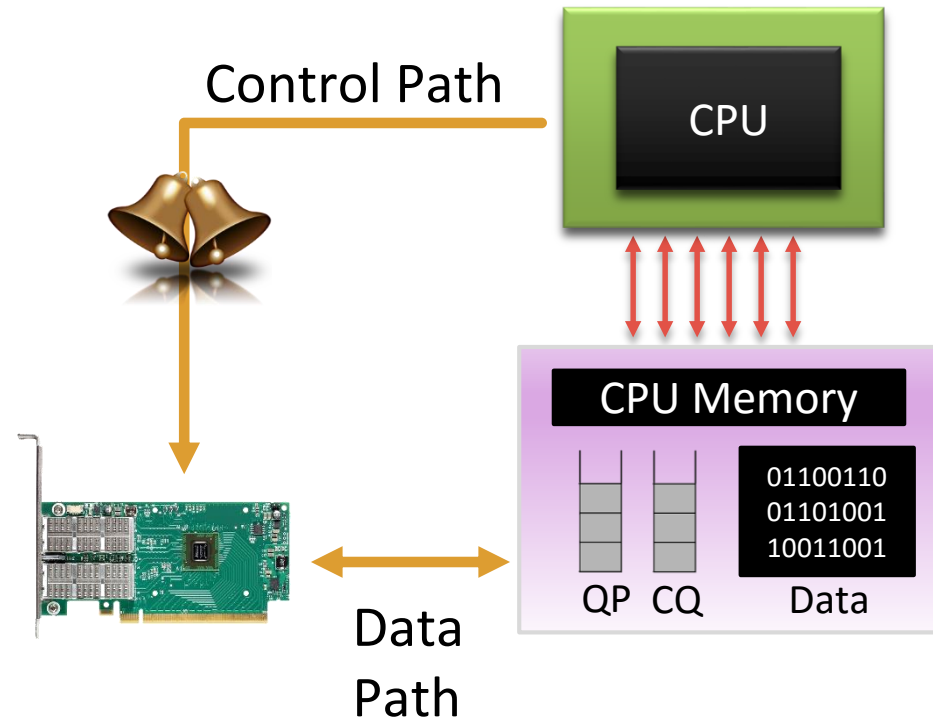 Control Path
CPU
CPU Memory
01100110
01101001
10011001
QP CQ Data
Data
Path